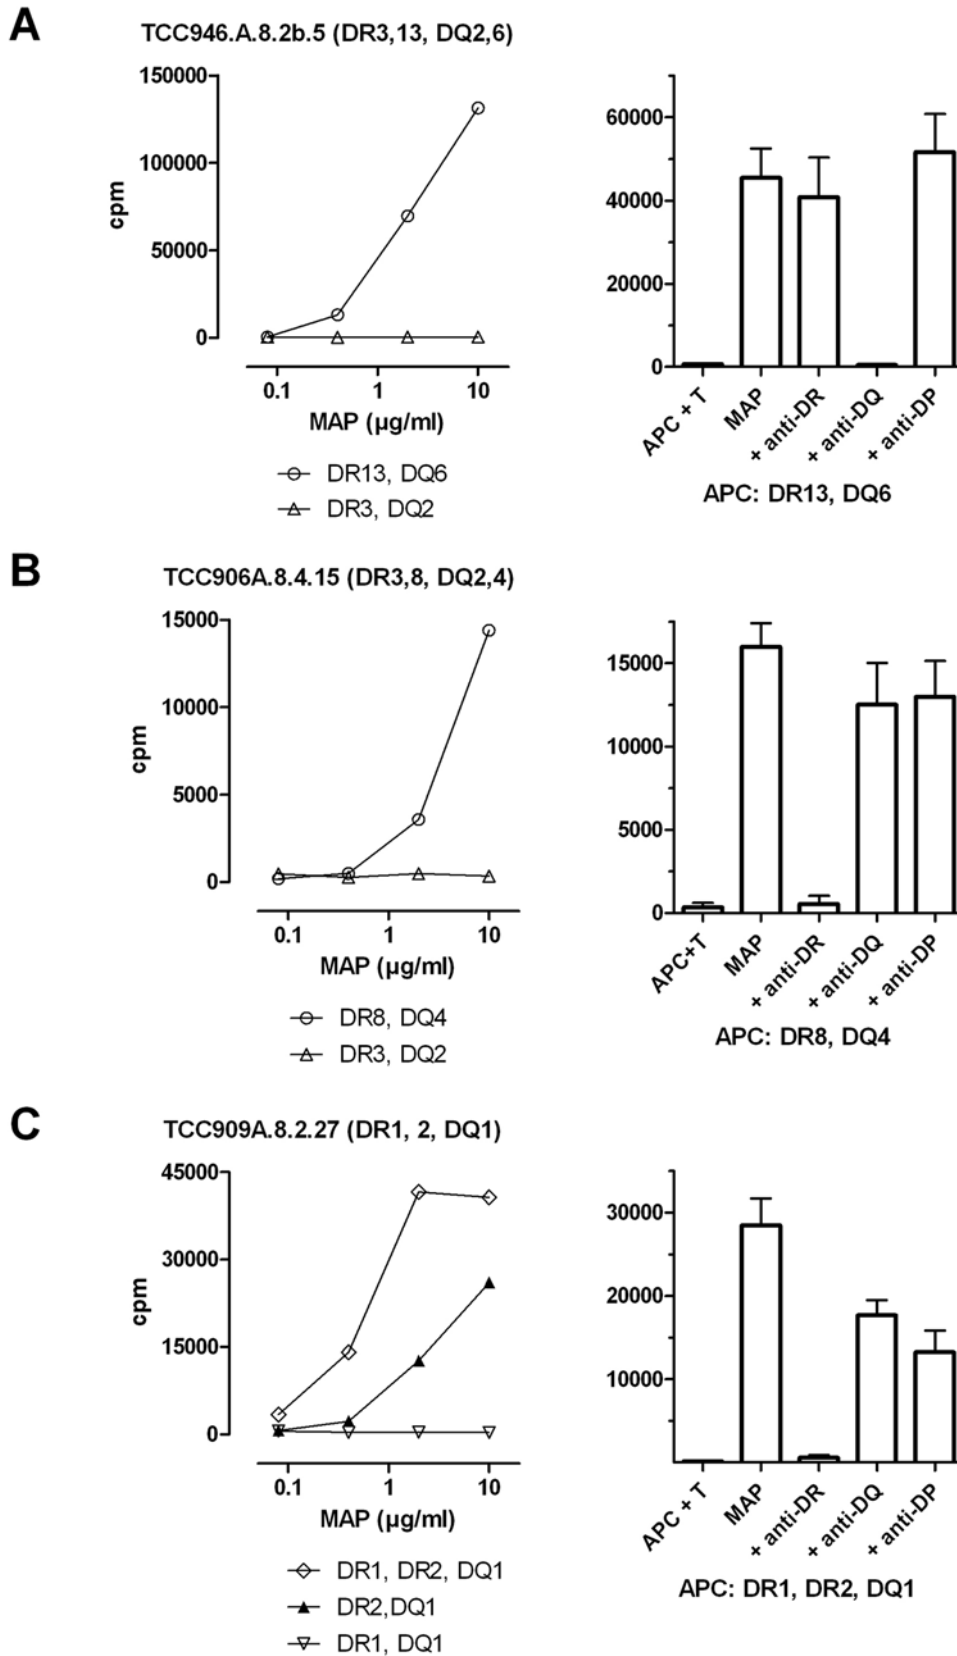 A
TCC946.A.8.2b.5 (DR3,13, DQ2,6)
150000
100000
50000
0
cpm
0.1 1 10
MAP (µg/ml)
DR13, DQ6
DR3, DQ2
60000
40000
20000
0
APC + T
MAP
+ anti-DR
+ anti-DQ
+ anti-DP
APC: DR13, DQ6
B
TCC906A.8.4.15 (DR3,8, DQ2,4)
15000
10000
5000
0
cpm
0.1 1 10
MAP (µg/ml)
DR8, DQ4
DR3, DQ2
15000
10000
5000
0
APC+T
MAP
+ anti-DR
+ anti-DQ
+ anti-DP
APC: DR8, DQ4
C
TCC909A.8.2.27 (DR1, 2, DQ1)
45000
30000
15000
0
cpm
0.1 1 10
MAP (µg/ml)
DR1, DR2, DQ1
DR2,DQ1
DR1, DQ1
30000
20000
10000
APC + T
MAP
+ anti-DR
+ anti-DQ
+ anti-DP
APC: DR1, DR2, DQ1